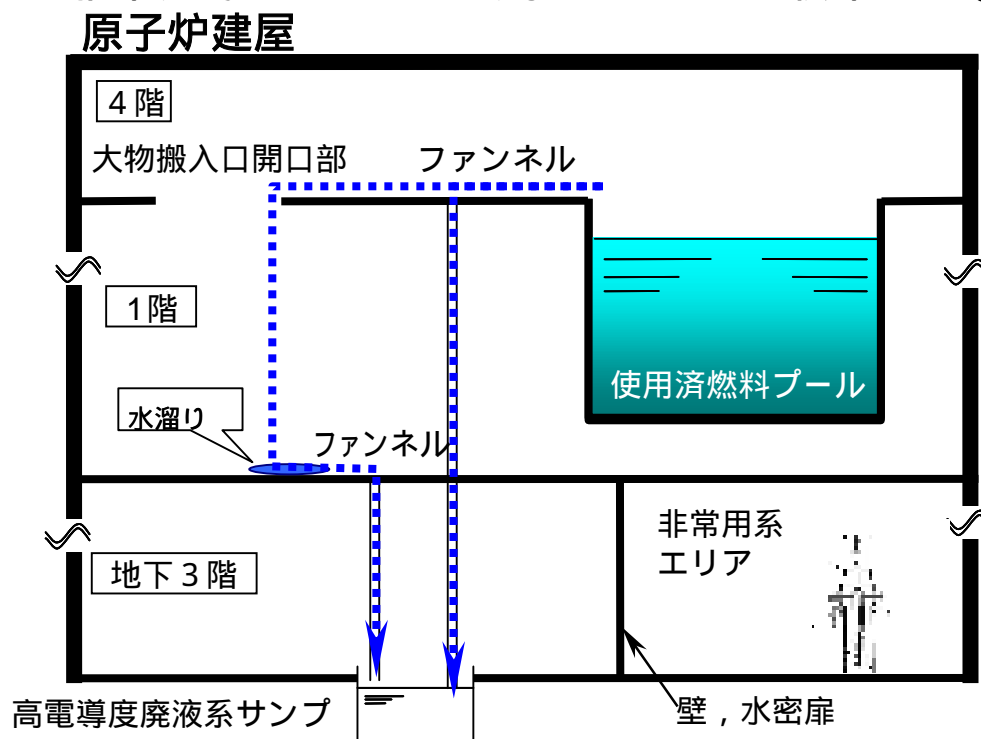 原子炉建屋
４階
大物搬入口開口部
ファンネル
１階
使用済燃料プール
水溜り
ファンネル
非常用系
エリア
地下３階
高電導度廃液系サンプ
壁，水密扉